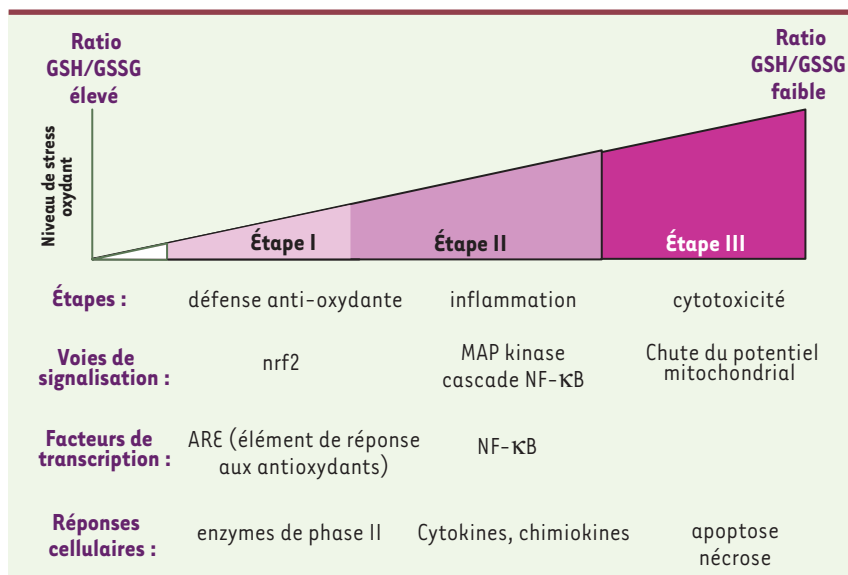 Ratio
GSH/GSSG
élevé
Ratio
GSH/GSSG
faible
Niveau de stress
oxydant
Étape I
Étape II
Étape III
Étapes :
défense anti-oxydante
inflammation
cytotoxicité
Voies de
signalisation :
nrf2
MAP kinase
cascade NF-κB
Chute du potentiel
mitochondrial
Facteurs de
transcription :
ARE (élément de réponse
aux antioxydants)
NF-κB
Réponses
cellulaires :
enzymes de phase II
Cytokines, chimiokines
apoptose
nécrose